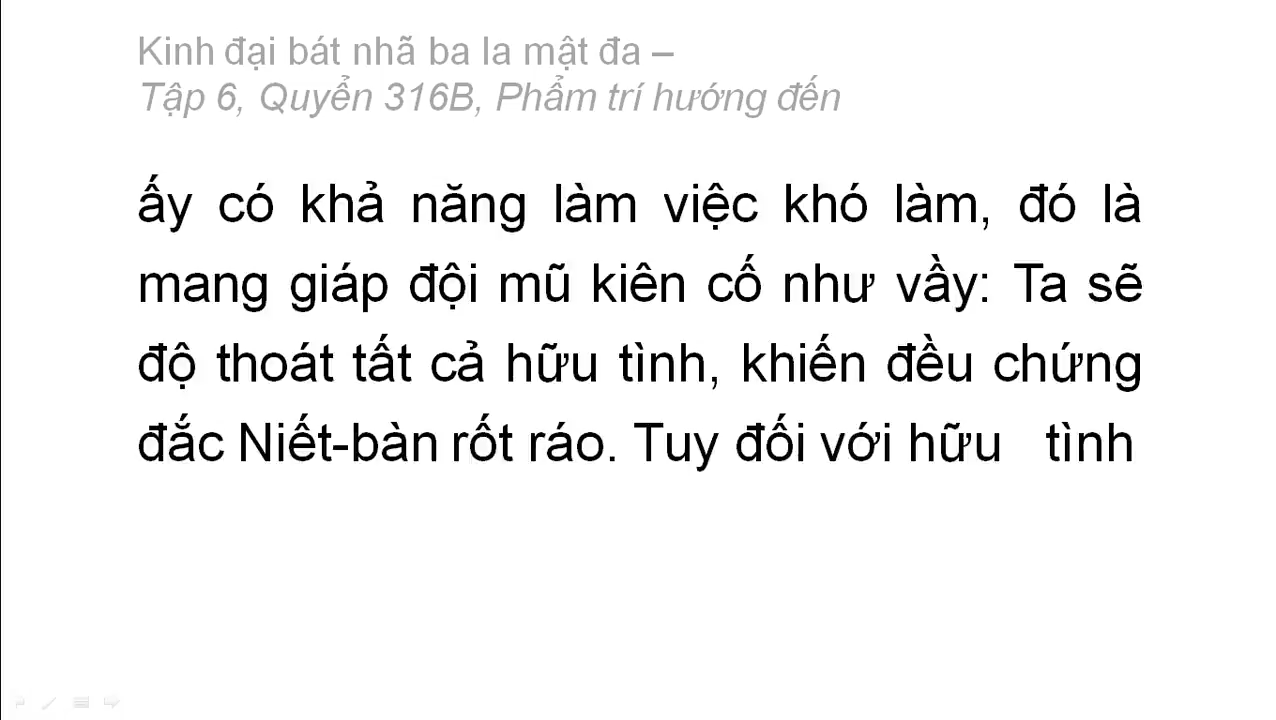 Kinh đại bát nhã ba la mật đa –
Tập 6, Quyển 316B, Phẩm trí hướng đến
ấy có khả năng làm việc khó làm, đó là
mang giáp đội mũ kiên cố như vầy: Ta sẽ
độ thoát tất cả hữu tình, khiến đều chứng
đắc Niết-bàn rốt ráo. Tuy đối với hữu tình